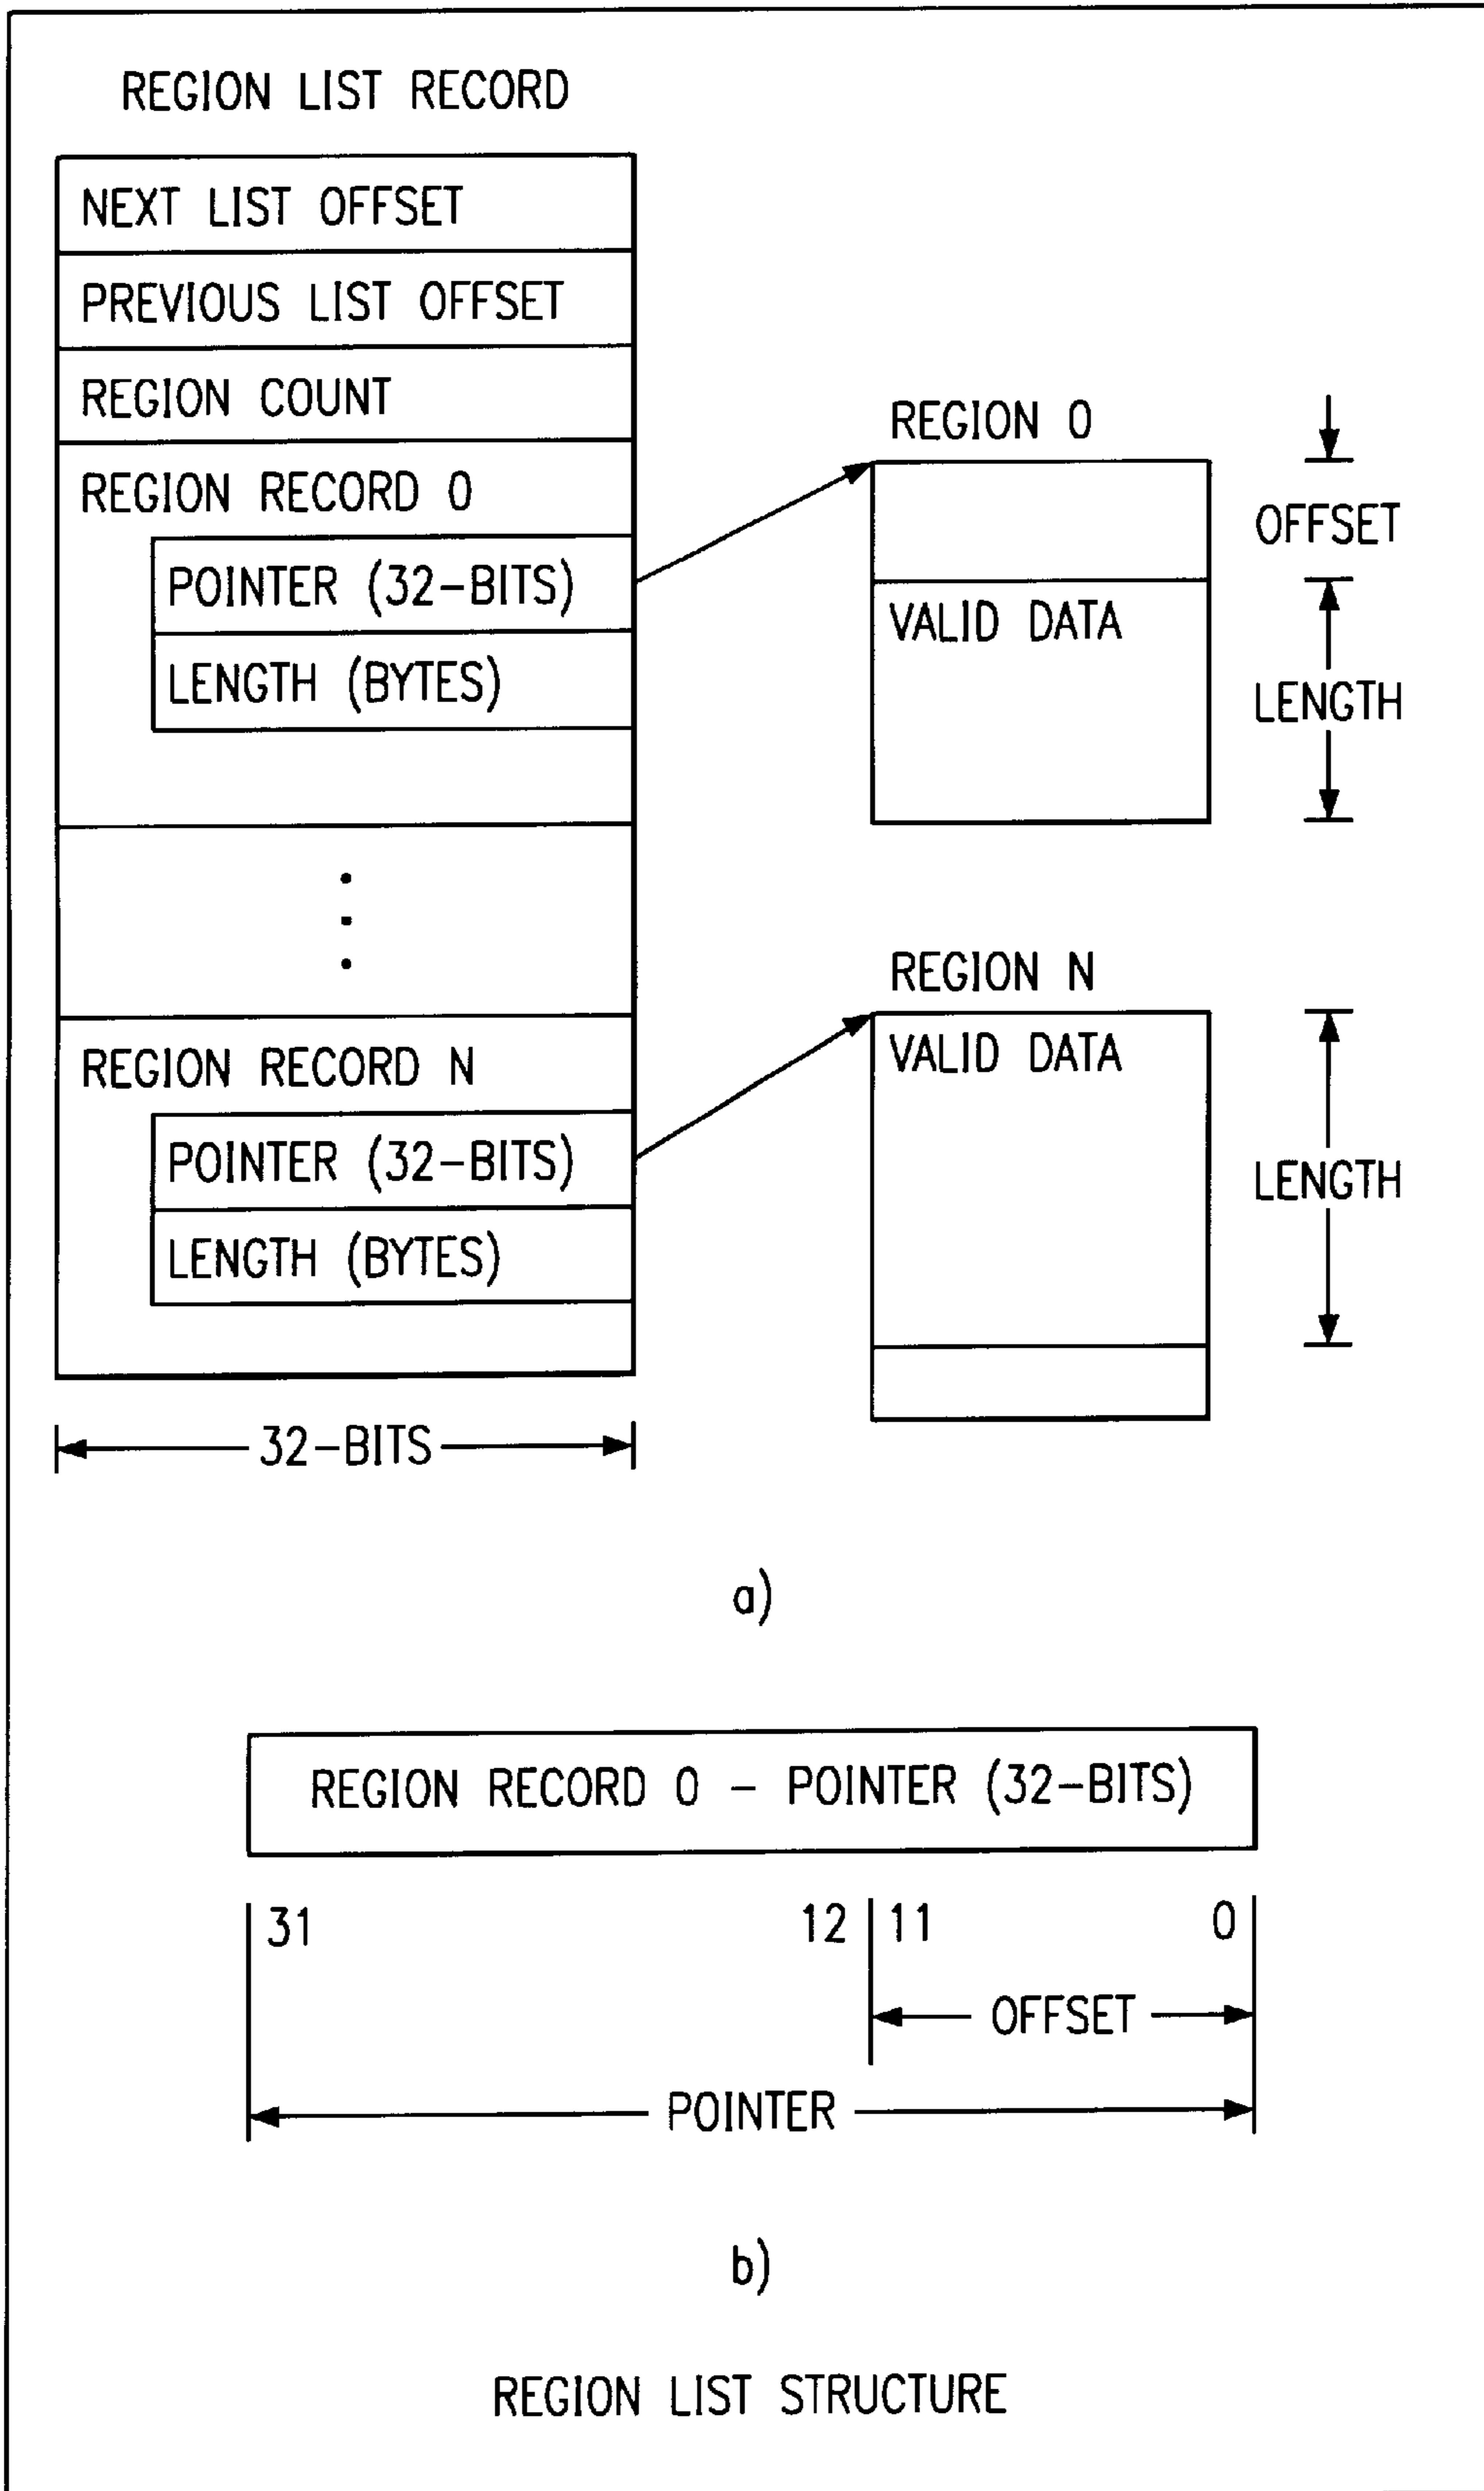 REGION LIST RECORD
NEXT LIST OFFSET
PREVIOUS LIST OFFSET
REGION COUNT
REGION RECORD 0
POINTER (32-BITS)
LENGTH (BYTES)
REGION RECORD N
POINTER (32-BITS)
LENGTH (BYTES)
32-BITS
REGION 0
VALID DATA
OFFSET
LENGTH
REGION N
VALID DATA
LENGTH
a)
REGION RECORD 0 - POINTER (32-BITS)
31 12 11 0
OFFSET
POINTER
b)
REGION LIST STRUCTURE